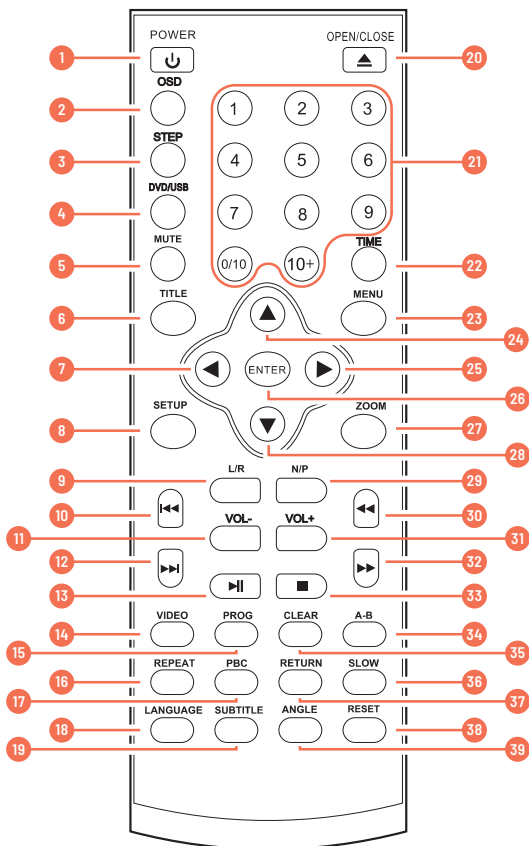 POWER OPEN/CLOSE
1 20
OSD
2 1 2 3
STEP
3 4 5 6 21
DVD/USB
4 7 8 9
MUTE TIME
5 0/10 10+ 22
TITLE MENU
6 23
24
7 ENTER 25
26
SETUP ZOOM
8 27
28
L/R N/P
9 29
10 30
VOL- VOL+
11 31
12 32
13 33
VIDEO PROG CLEAR A-B
14 34
15 35
REPEAT PBC RETURN SLOW
16 36
17 37
LANGUAGE SUBTITLE ANGLE RESET
18 38
19 39